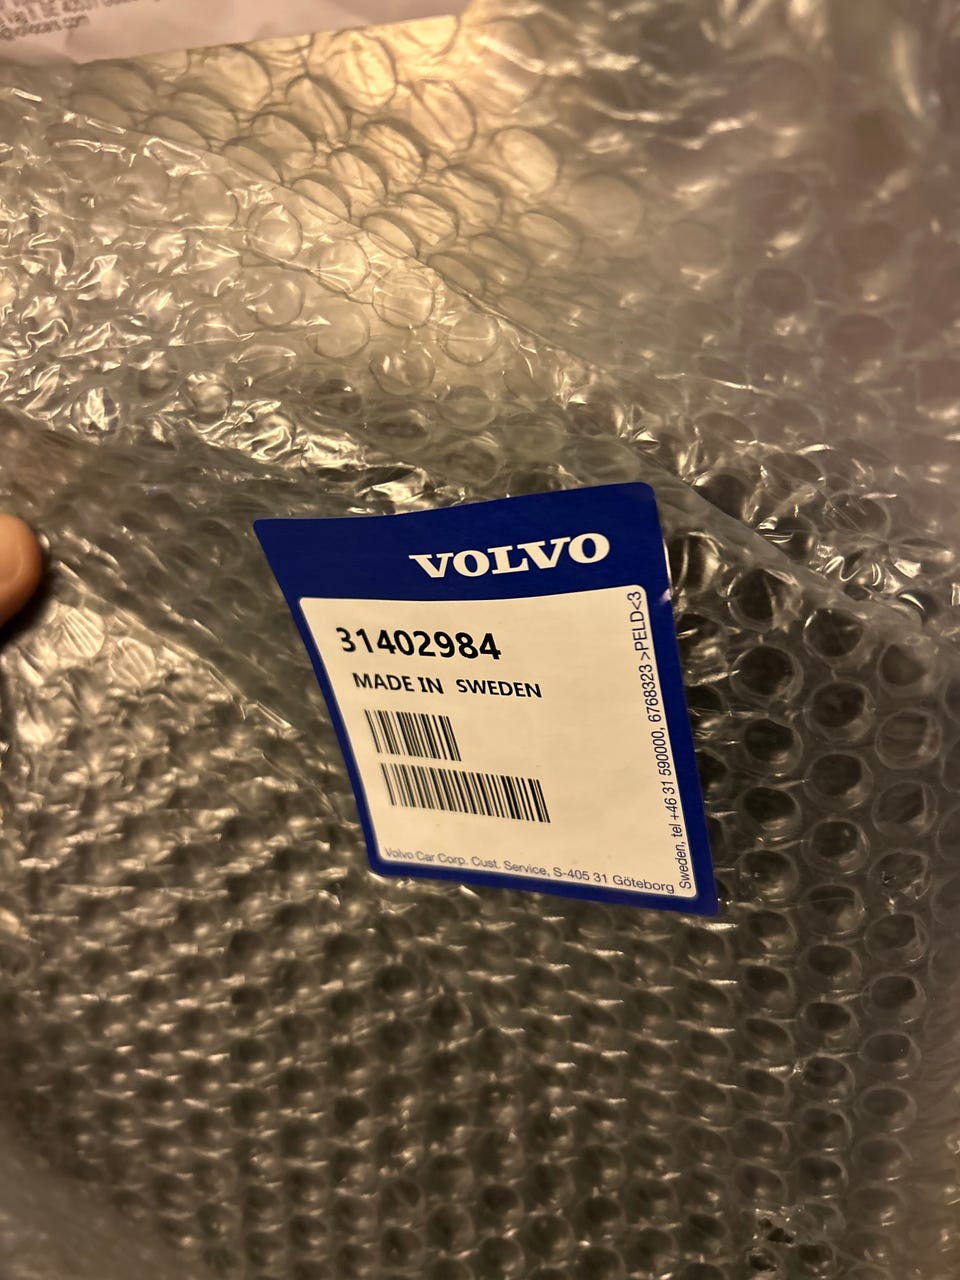 VOLVO
31402984
MADE IN SWEDEN
Volvo Car Corp. Cust. Service, S-405 31 Göteborg
Sweden, tel +46 31 590000, 6768323 >PELD<3